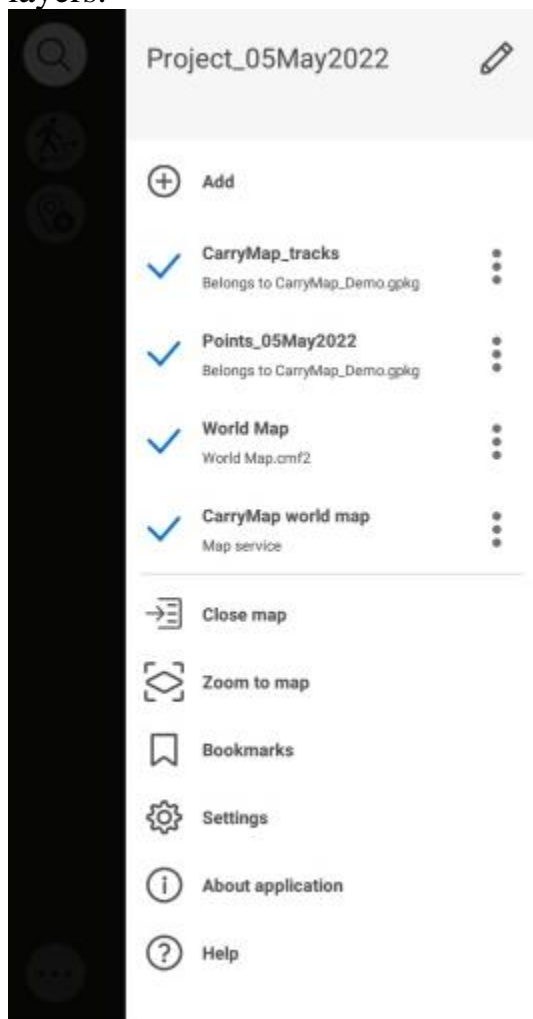 layers.
Project_05May2022
Add
CarryMap_tracks
Belongs to CarryMap_Demo.gpkg
Points_05May2022
Belongs to CarryMap_Demo.gpkg
World Map
World Map.cmf2
CarryMap world map
Map service
Close map
Zoom to map
Bookmarks
Settings
About application
Help